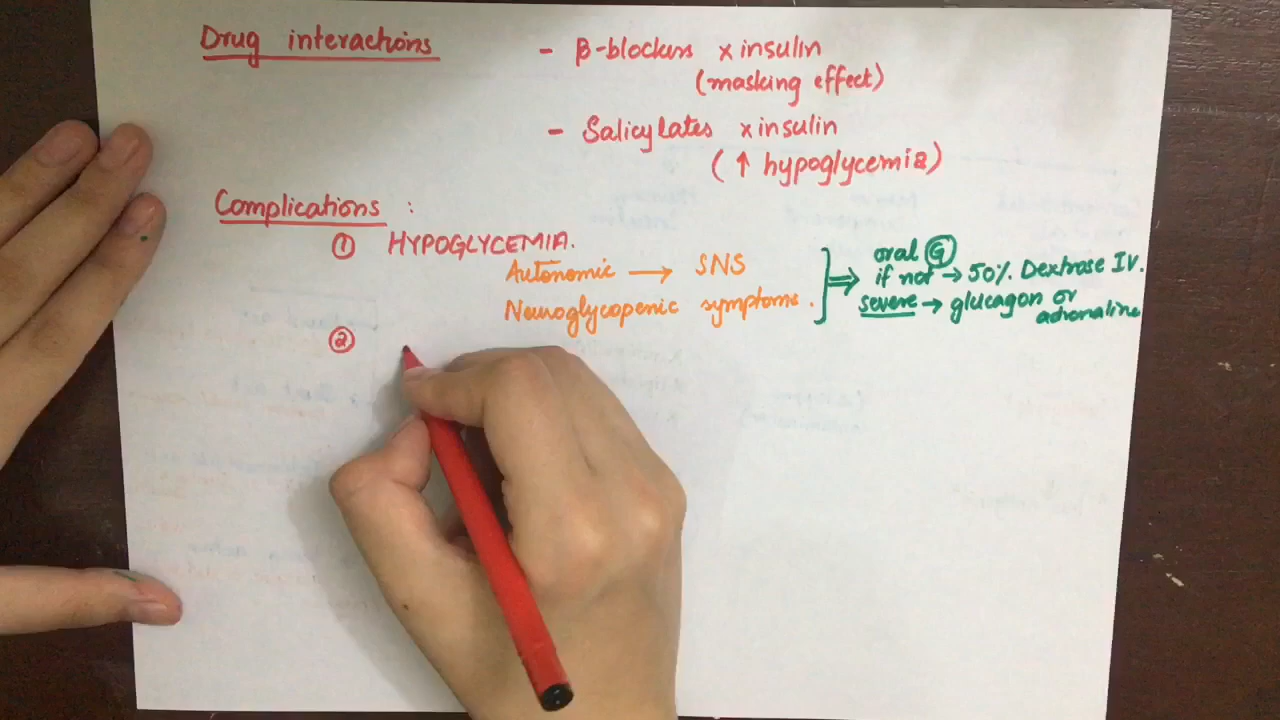 Drug interactions
- β-blockers x insulin
(masking effect)
- Salicylates x insulin
(↑ hypoglycemia)
Complications :
① HYPOGLYCEMIA.
Autonomic → SNS
Neuroglycopenic symptoms.
oral G
if not → 50% Dextrose IV.
severe → glucagon or
adrenaline
②